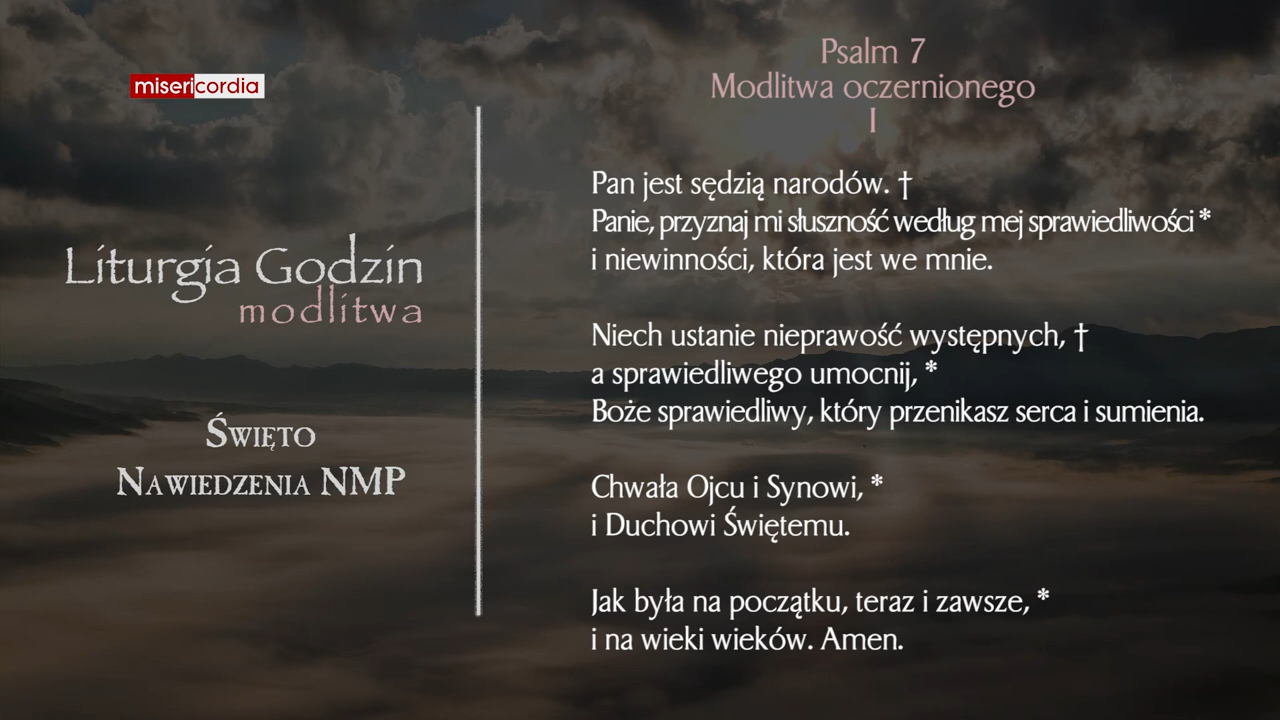 misericordia
Liturgia Godzin
modlitwa
Święto
Nawiedzenia NMP
Psalm 7
Modlitwa oczernionego
I
Pan jest sędzią narodów. †
Panie, przyznaj mi słuszność według mej sprawiedliwości *
i niewinności, która jest we mnie.
Niech ustanie nieprawość występnych, †
a sprawiedliwego umocnij, *
Boże sprawiedliwy, który przenikasz serca i sumienia.
Chwała Ojcu i Synowi, *
i Duchowi Świętemu.
Jak była na początku, teraz i zawsze, *
i na wieki wieków. Amen.